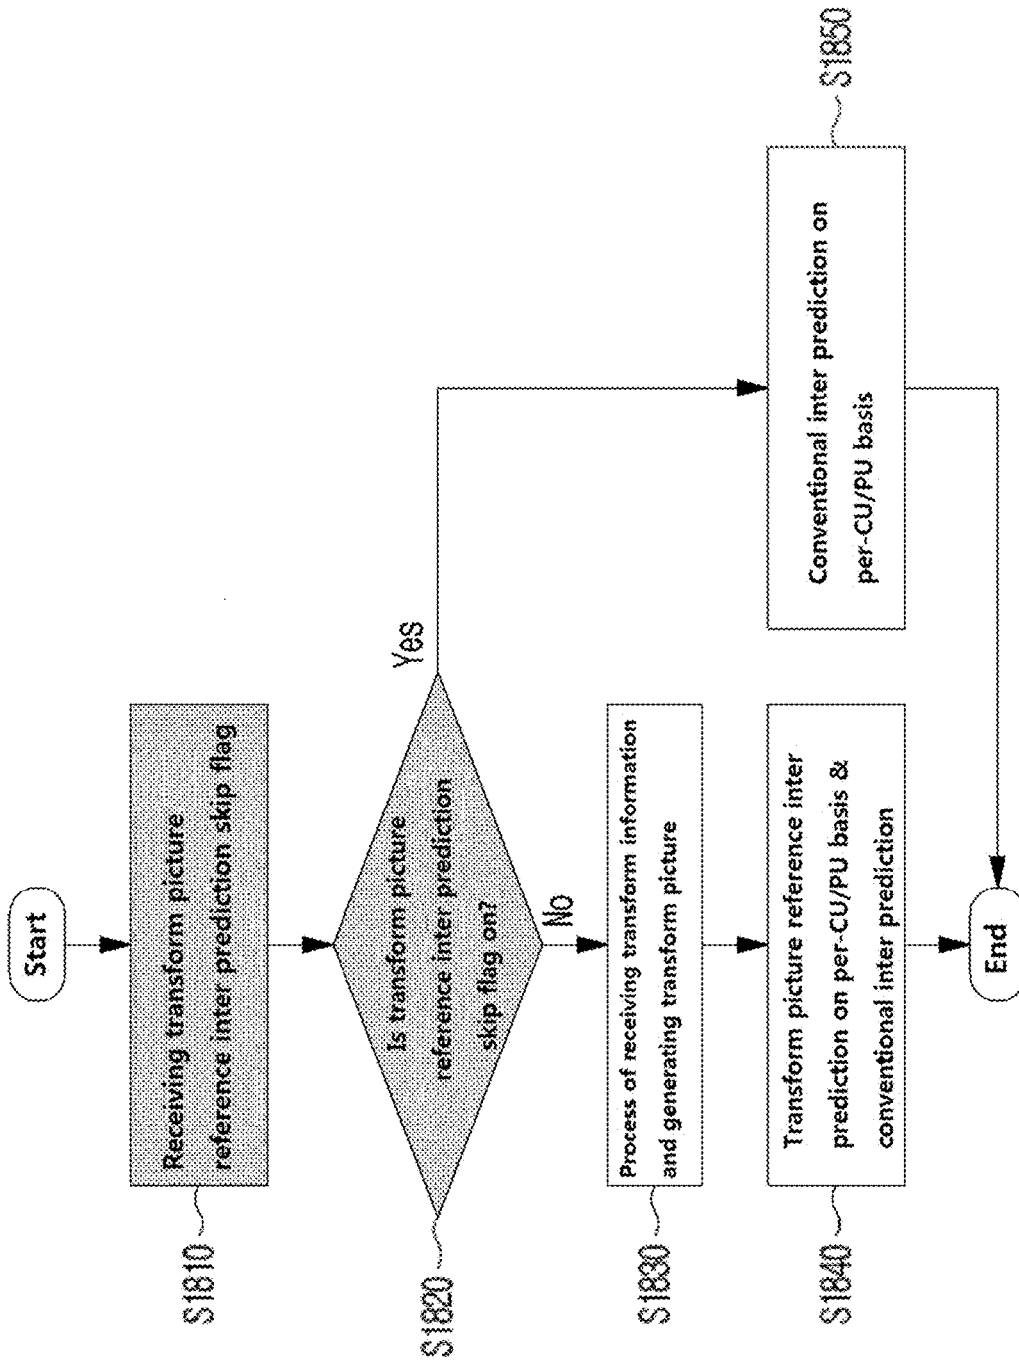 Start
S1810
Receiving transform picture
reference inter prediction skip flag
S1820
Is transform picture
reference inter prediction
skip flag on?
Yes
No
S1830
Process of receiving transform information
and generating transform picture
S1840
Transform picture reference inter
prediction on per-CU/PU basis &
conventional inter prediction
Conventional inter prediction on
per-CU/PU basis
S1850
End